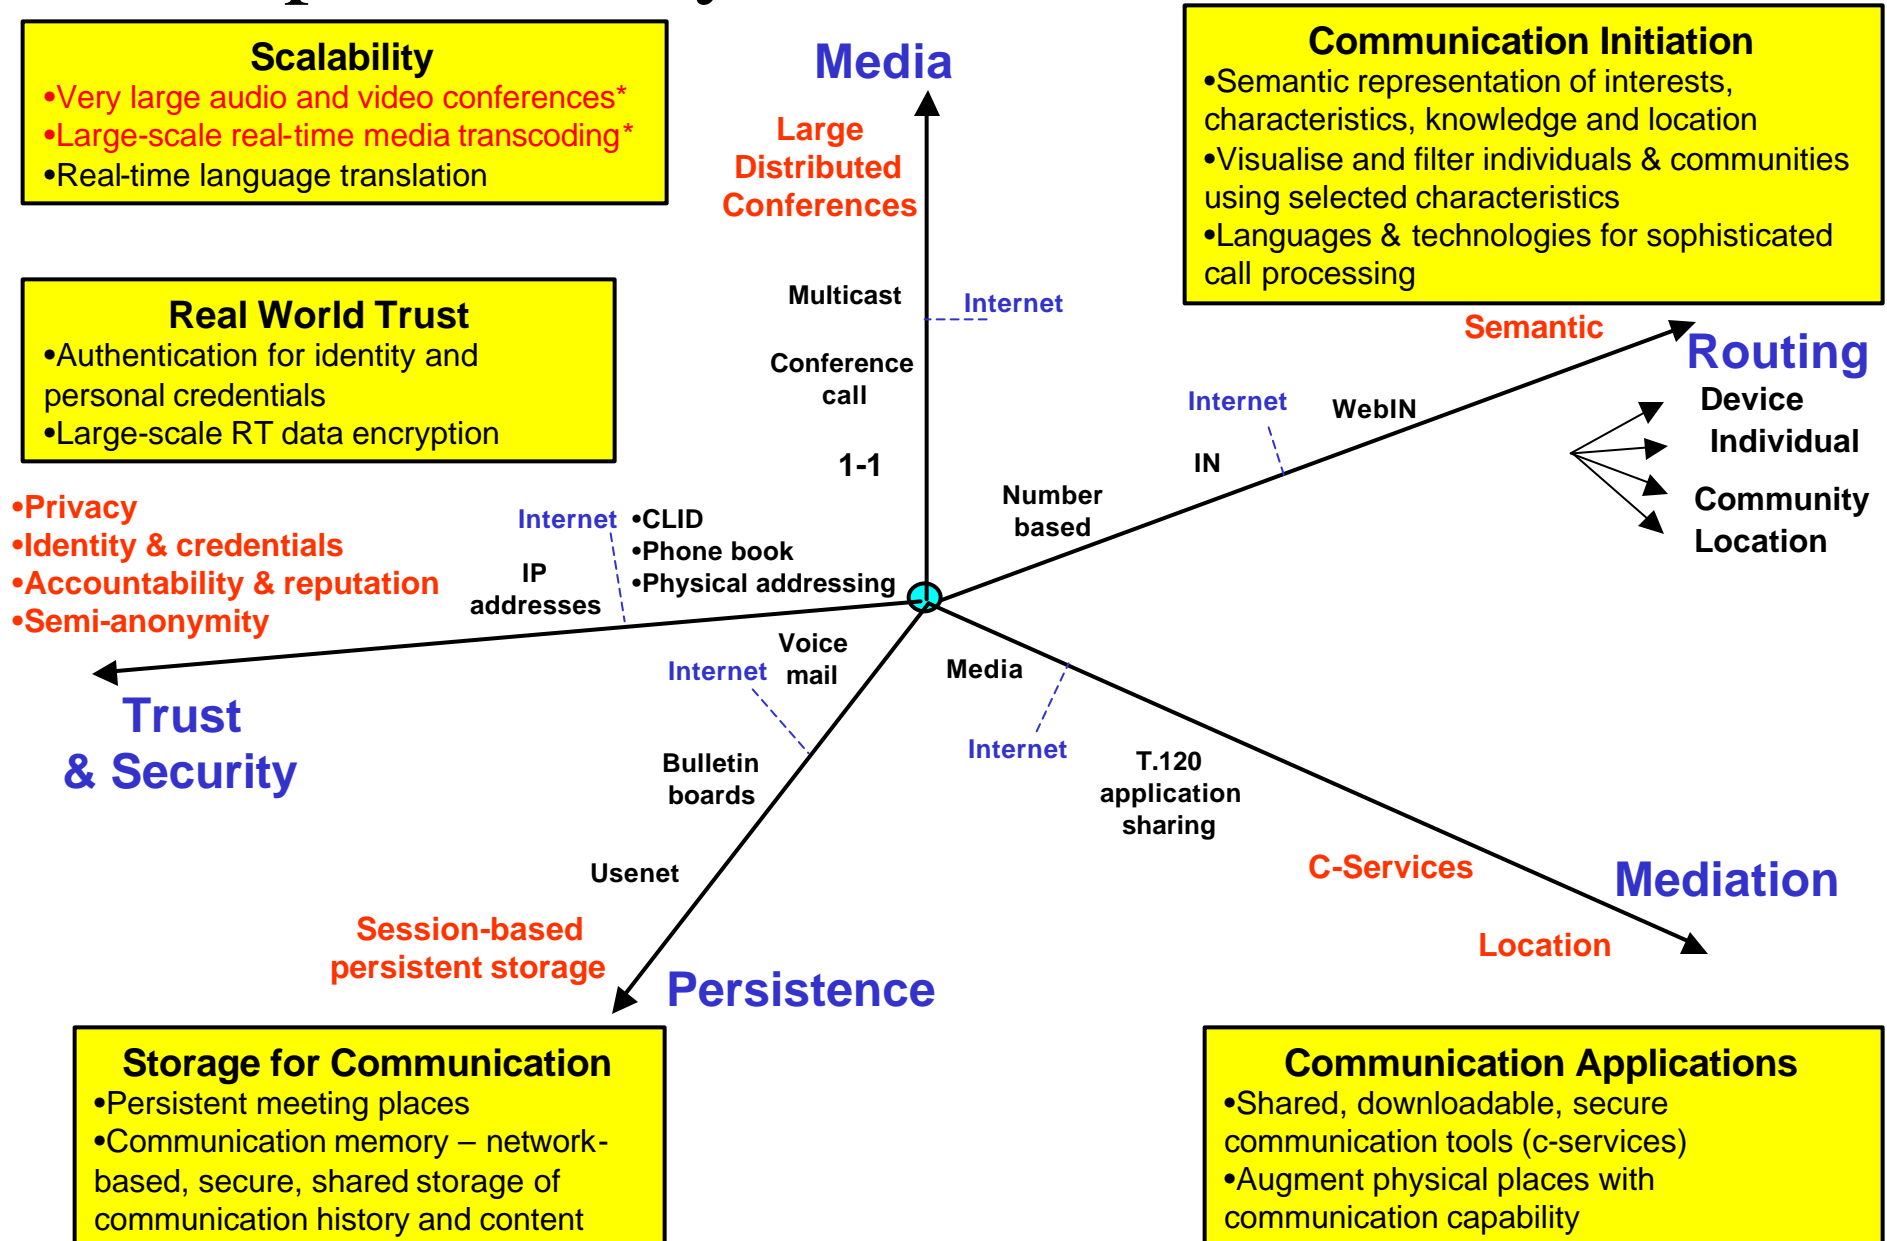 Scalability
•Very large audio and video conferences*
•Large-scale real-time media transcoding*
•Real-time language translation
Media
Large
Distributed
Conferences
Multicast
Internet
Conference
call
1-1
Communication Initiation
•Semantic representation of interests,
characteristics, knowledge and location
•Visualise and filter individuals & communities
using selected characteristics
•Languages & technologies for sophisticated
call processing
Real World Trust
•Authentication for identity and
personal credentials
•Large-scale RT data encryption
Semantic
Routing
Device
Individual
Community
Location
Internet
WebIN
IN
Number
based
•Privacy
•Identity & credentials
•Accountability & reputation
•Semi-anonymity
Internet
•CLID
•Phone book
•Physical addressing
IP
addresses
Trust
& Security
Voice
mail
Internet
Bulletin
boards
Usenet
Session-based
persistent storage
Persistence
Media
Internet
T.120
application
sharing
C-Services
Mediation
Location
Storage for Communication
•Persistent meeting places
•Communication memory – network-
based, secure, shared storage of
communication history and content
Communication Applications
•Shared, downloadable, secure
communication tools (c-services)
•Augment physical places with
communication capability